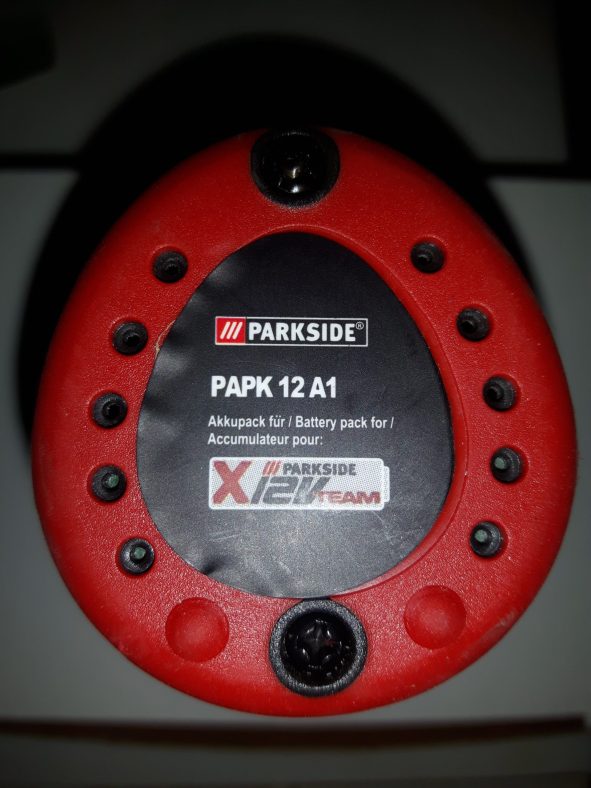 /// PARKSIDE®
PAPK 12 A1
Akkupack für / Battery pack for /
Accumulateur pour:
/// PARKSIDE
X12V TEAM